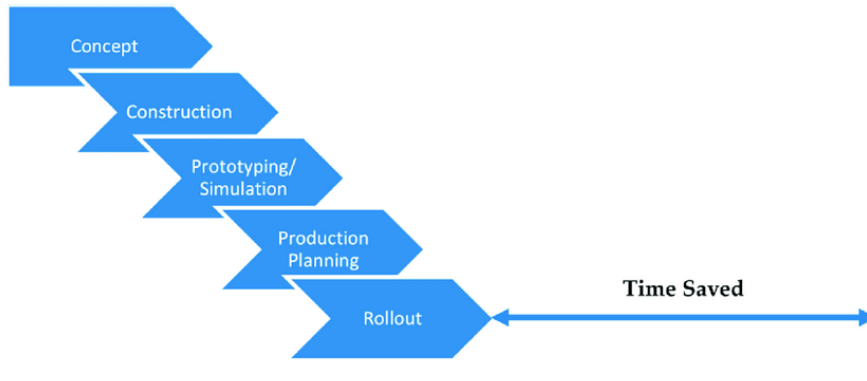 Concept
Construction
Prototyping/
Simulation
Production
Planning
Time Saved
Rollout